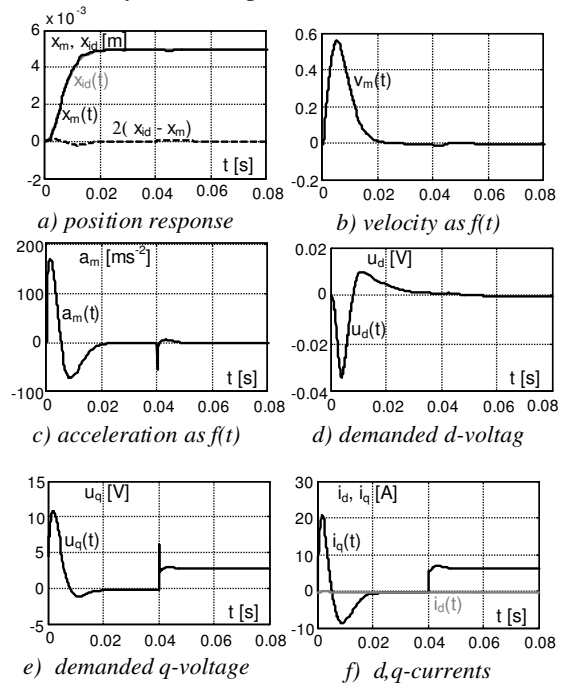 x 10⁻³
6
x_m, x_id [m]
4
x_id(t)
2
x_m(t)
2( x_id - x_m)
0
t [s]
-2
0 0.02 0.04 0.06 0.08
a) position response
0.6
0.4
v_m(t)
0.2
0
t [s]
-0.2
0 0.02 0.04 0.06 0.08
b) velocity as f(t)
200
a_m [ms⁻²]
100
a_m(t)
0
t [s]
-100
0 0.02 0.04 0.06 0.08
c) acceleration as f(t)
0.02
u_d [V]
0
-0.02
u_d(t)
t [s]
-0.04
0 0.02 0.04 0.06 0.08
d) demanded d-voltag
15
u_q [V]
10
u_q(t)
5
0
t [s]
-5
0 0.02 0.04 0.06 0.08
e) demanded q-voltage
30
i_d, i_q [A]
20
i_q(t)
10
0
i_d(t)
t [s]
-10
0 0.02 0.04 0.06 0.08
f) d,q-currents